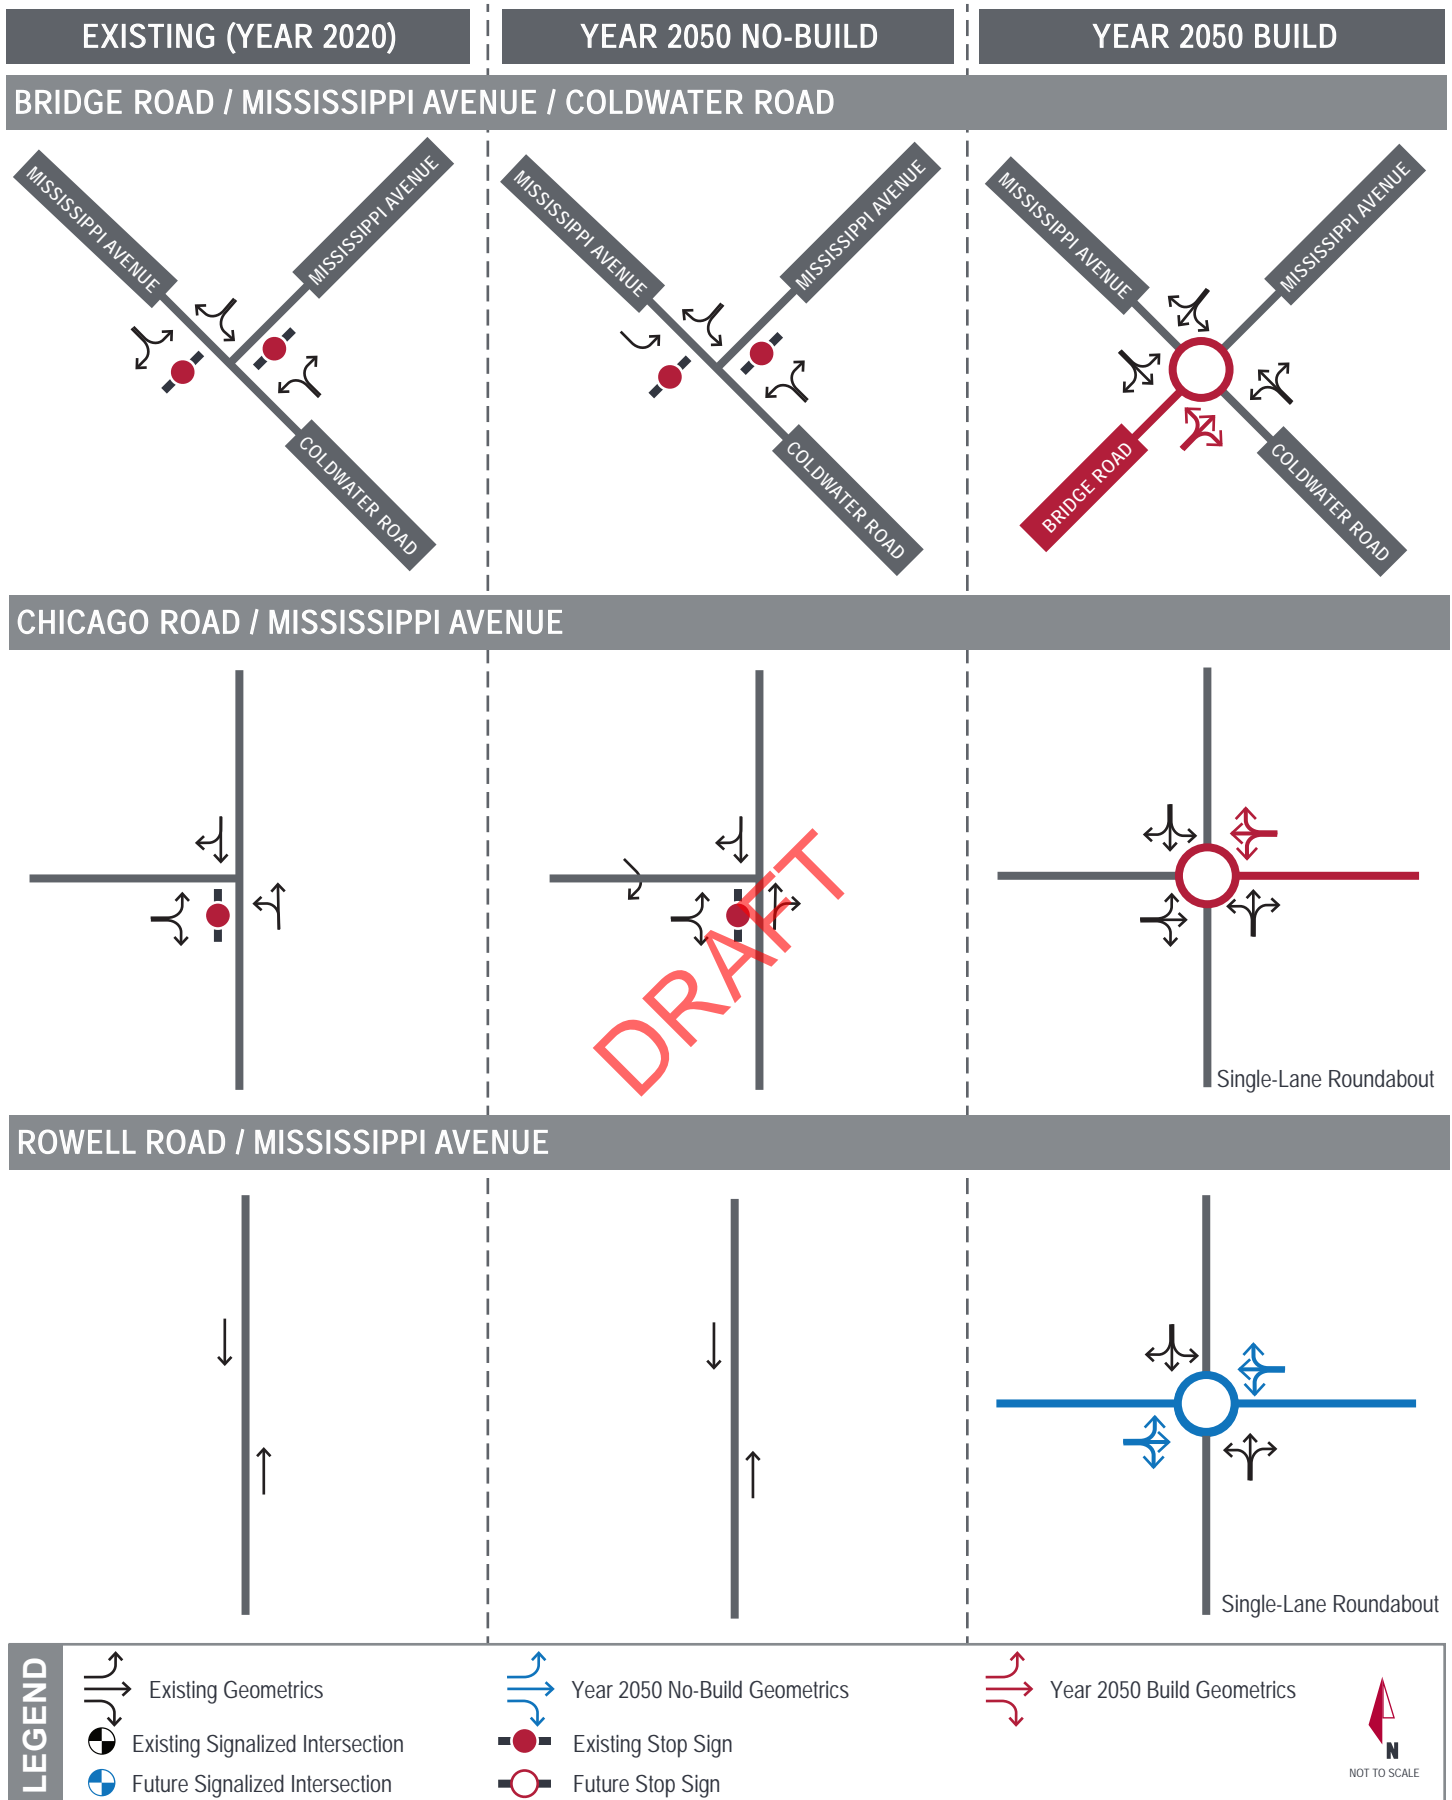 EXISTING (YEAR 2020)
YEAR 2050 NO-BUILD
YEAR 2050 BUILD
BRIDGE ROAD / MISSISSIPPI AVENUE / COLDWATER ROAD
MISSISSIPPI AVENUE
MISSISSIPPI AVENUE
COLDWATER ROAD
MISSISSIPPI AVENUE
MISSISSIPPI AVENUE
COLDWATER ROAD
MISSISSIPPI AVENUE
MISSISSIPPI AVENUE
BRIDGE ROAD
COLDWATER ROAD
CHICAGO ROAD / MISSISSIPPI AVENUE
DRAFT
Single-Lane Roundabout
ROWELL ROAD / MISSISSIPPI AVENUE
Single-Lane Roundabout
LEGEND
Existing Geometrics
Year 2050 No-Build Geometrics
Year 2050 Build Geometrics
Existing Signalized Intersection
Existing Stop Sign
Future Signalized Intersection
Future Stop Sign
N
NOT TO SCALE